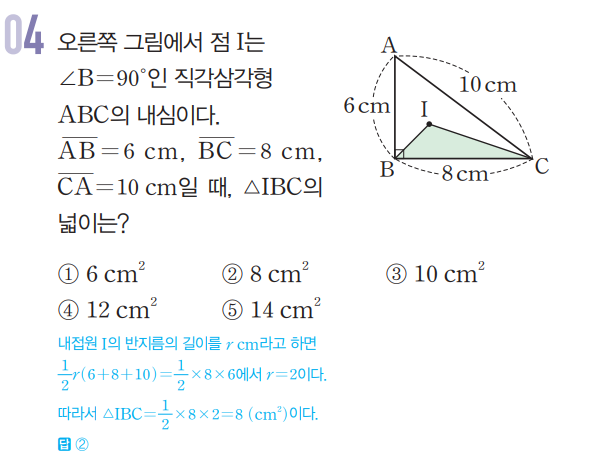 04
오른쪽 그림에서 점 I는
∠B=90°인 직각삼각형
ABC의 내심이다.
A̅B̅=6 cm, B̅C̅=8 cm,
C̅A̅=10 cm일 때, △IBC의
넓이는?
A
10 cm
6 cm
I
B
8 cm
C
① 6 cm² ② 8 cm² ③ 10 cm²
④ 12 cm² ⑤ 14 cm²
내접원 I의 반지름의 길이를 r cm라고 하면
1/2 r(6+8+10)=1/2×8×6에서 r=2이다.
따라서 △IBC=1/2×8×2=8 (cm²)이다.
답 ②